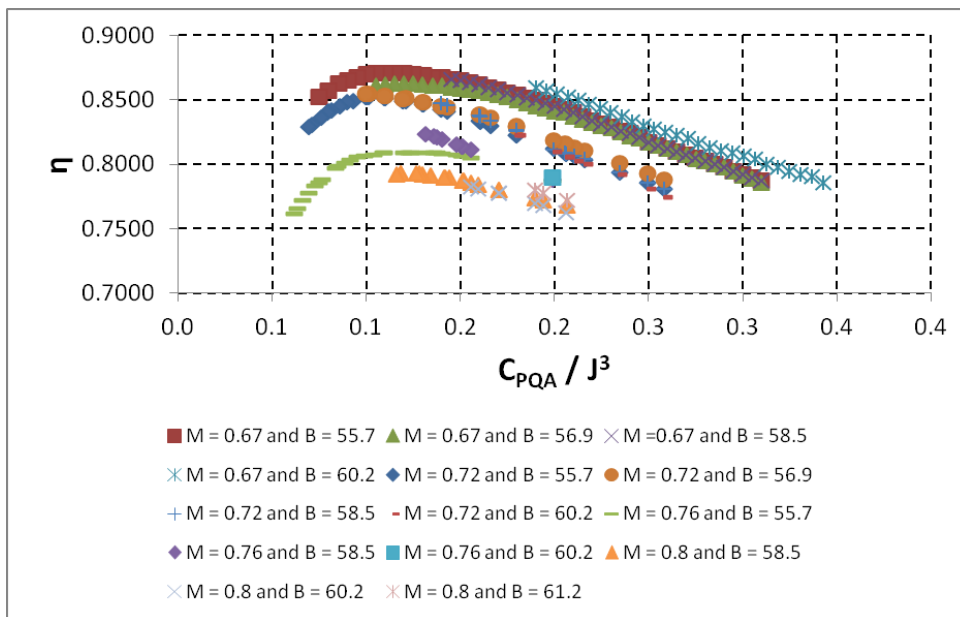 η
0.9000
0.8500
0.8000
0.7500
0.7000
0.0 0.1 0.1 0.2 0.2 0.3 0.3 0.4 0.4
C_PQA / J³
M = 0.67 and B = 55.7 M = 0.67 and B = 56.9 M =0.67 and B = 58.5
M = 0.67 and B = 60.2 M = 0.72 and B = 55.7 M = 0.72 and B = 56.9
M = 0.72 and B = 58.5 M = 0.72 and B = 60.2 M = 0.76 and B = 55.7
M = 0.76 and B = 58.5 M = 0.76 and B = 60.2 M = 0.8 and B = 58.5
M = 0.8 and B = 60.2 M = 0.8 and B = 61.2